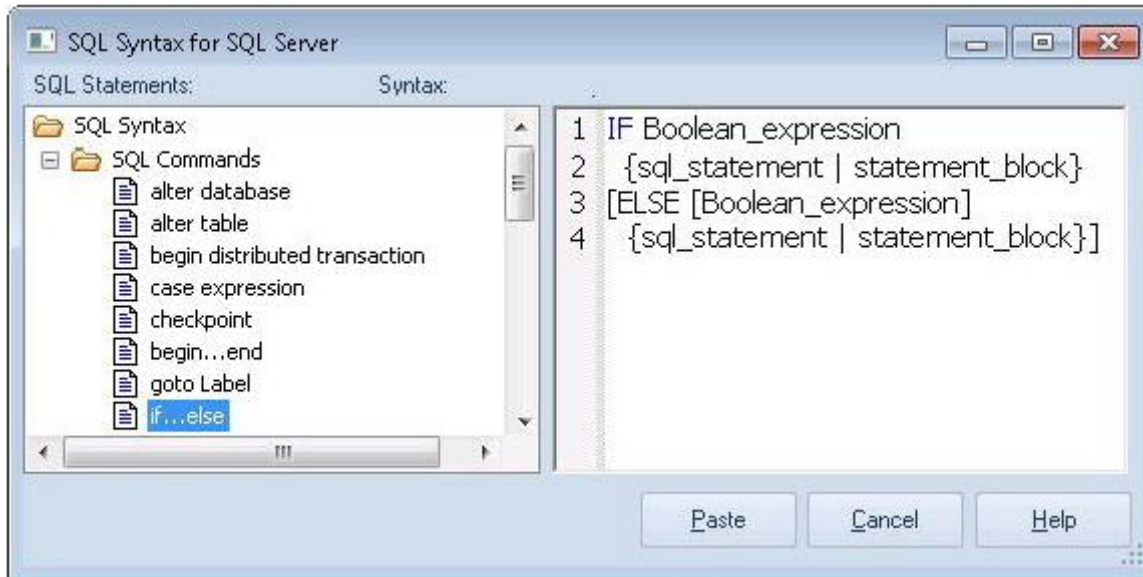 SQL Syntax for SQL Server
SQL Statements: Syntax:
SQL Syntax
SQL Commands
alter database
alter table
begin distributed transaction
case expression
checkpoint
begin...end
goto Label
if...else
1 IF Boolean_expression
2 {sql_statement | statement_block}
3 [ELSE [Boolean_expression]
4 {sql_statement | statement_block}]
Paste Cancel Help